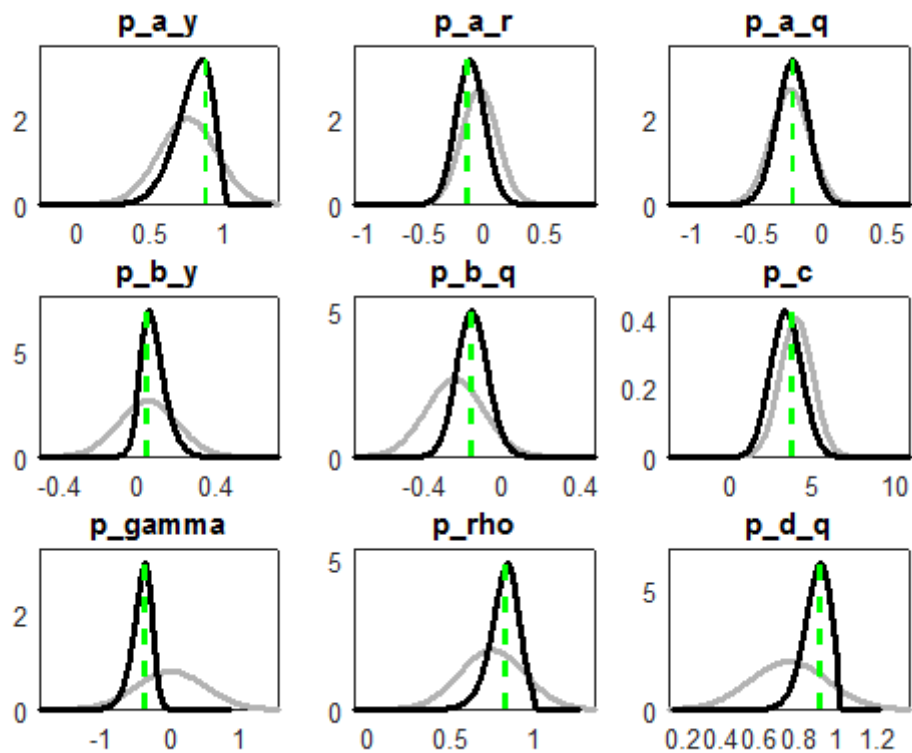 p_a_y p_a_r p_a_q
2 2 2
0 0 0
0 0.5 1 -1 -0.5 0 0.5 -1 -0.5 0 0.5
p_b_y p_b_q p_c
5 5 0.4
0.2
0 0 0
-0.4 0 0.4 -0.4 0 0.4 0 5 10
p_gamma p_rho p_d_q
2 5 5
0 0 0
-1 0 1 0 0.5 1 0.20.40.60.8 1 1.2